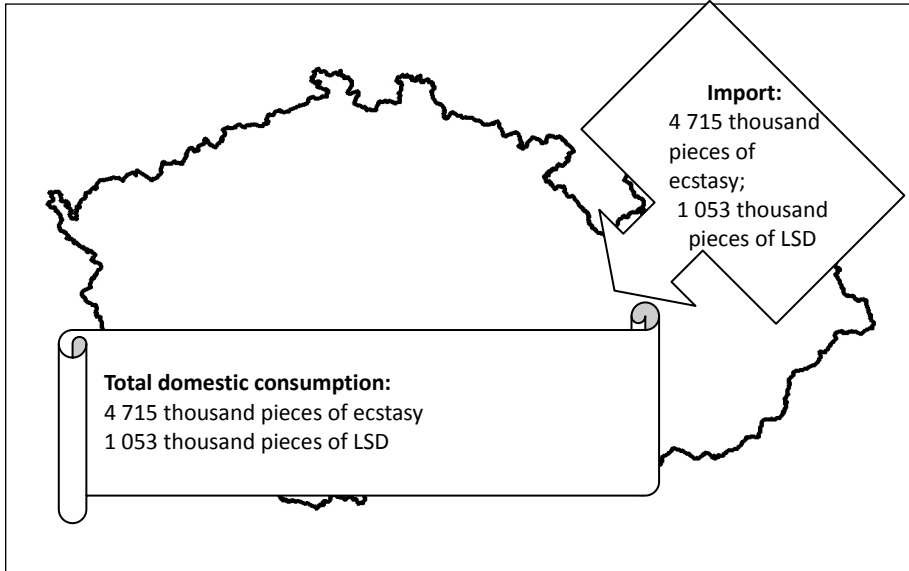 Import:
4 715 thousand
pieces of
ecstasy;
1 053 thousand
pieces of LSD
Total domestic consumption:
4 715 thousand pieces of ecstasy
1 053 thousand pieces of LSD